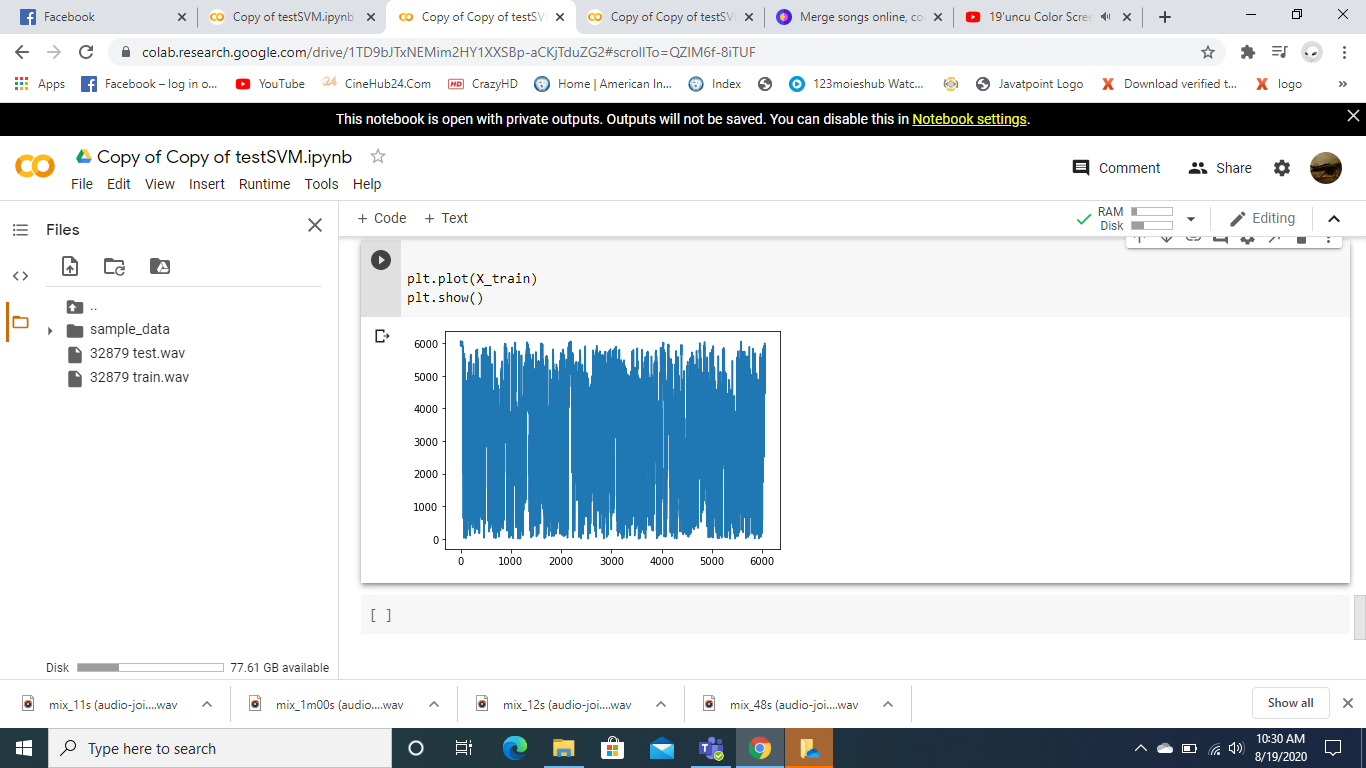 Facebook
Copy of testSVM.ipynb
Copy of Copy of testSV
Copy of Copy of testSV
Merge songs online, co
19'uncu Color Scree
colab.research.google.com/drive/1TD9bJTxNEMim2HY1XXSBp-aCKjTduZG2#scrollTo=QZIM6f-8iTUF
Apps
Facebook – log in o...
YouTube
CineHub24.Com
CrazyHD
Home | American In...
Index
123moieshub Watc...
Javatpoint Logo
Download verified t...
logo
This notebook is open with private outputs. Outputs will not be saved. You can disable this in Notebook settings.
Copy of Copy of testSVM.ipynb
File Edit View Insert Runtime Tools Help
Comment
Share
Files
+ Code + Text
RAM
Disk
Editing
..
sample_data
32879 test.wav
32879 train.wav
plt.plot(X_train)
plt.show()
6000
5000
4000
3000
2000
1000
0
0 1000 2000 3000 4000 5000 6000
[ ]
Disk 77.61 GB available
mix_11s (audio-joi....wav
mix_1m00s (audio....wav
mix_12s (audio-joi....wav
mix_48s (audio-joi....wav
Show all
Type here to search
10:30 AM
8/19/2020